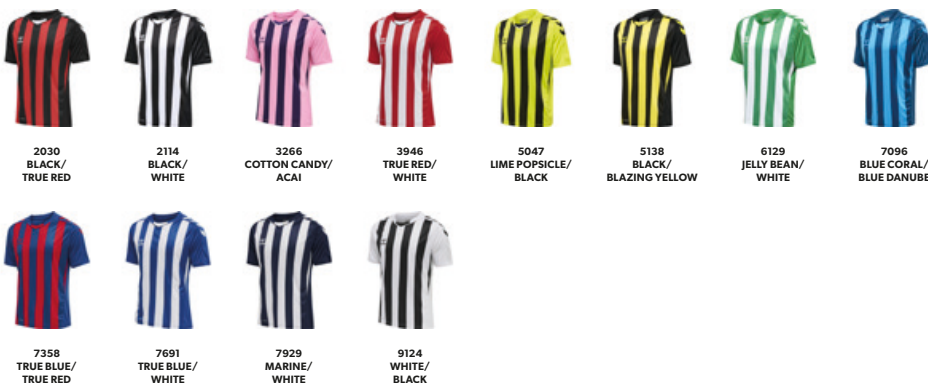 2030
BLACK/
TRUE RED
2114
BLACK/
WHITE
3266
COTTON CANDY/
ACAI
3946
TRUE RED/
WHITE
5047
LIME POPSICLE/
BLACK
5138
BLACK/
BLAZING YELLOW
6129
JELLY BEAN/
WHITE
7096
BLUE CORAL/
BLUE DANUBE
7358
TRUE BLUE/
TRUE RED
7691
TRUE BLUE/
WHITE
7929
MARINE/
WHITE
9124
WHITE/
BLACK